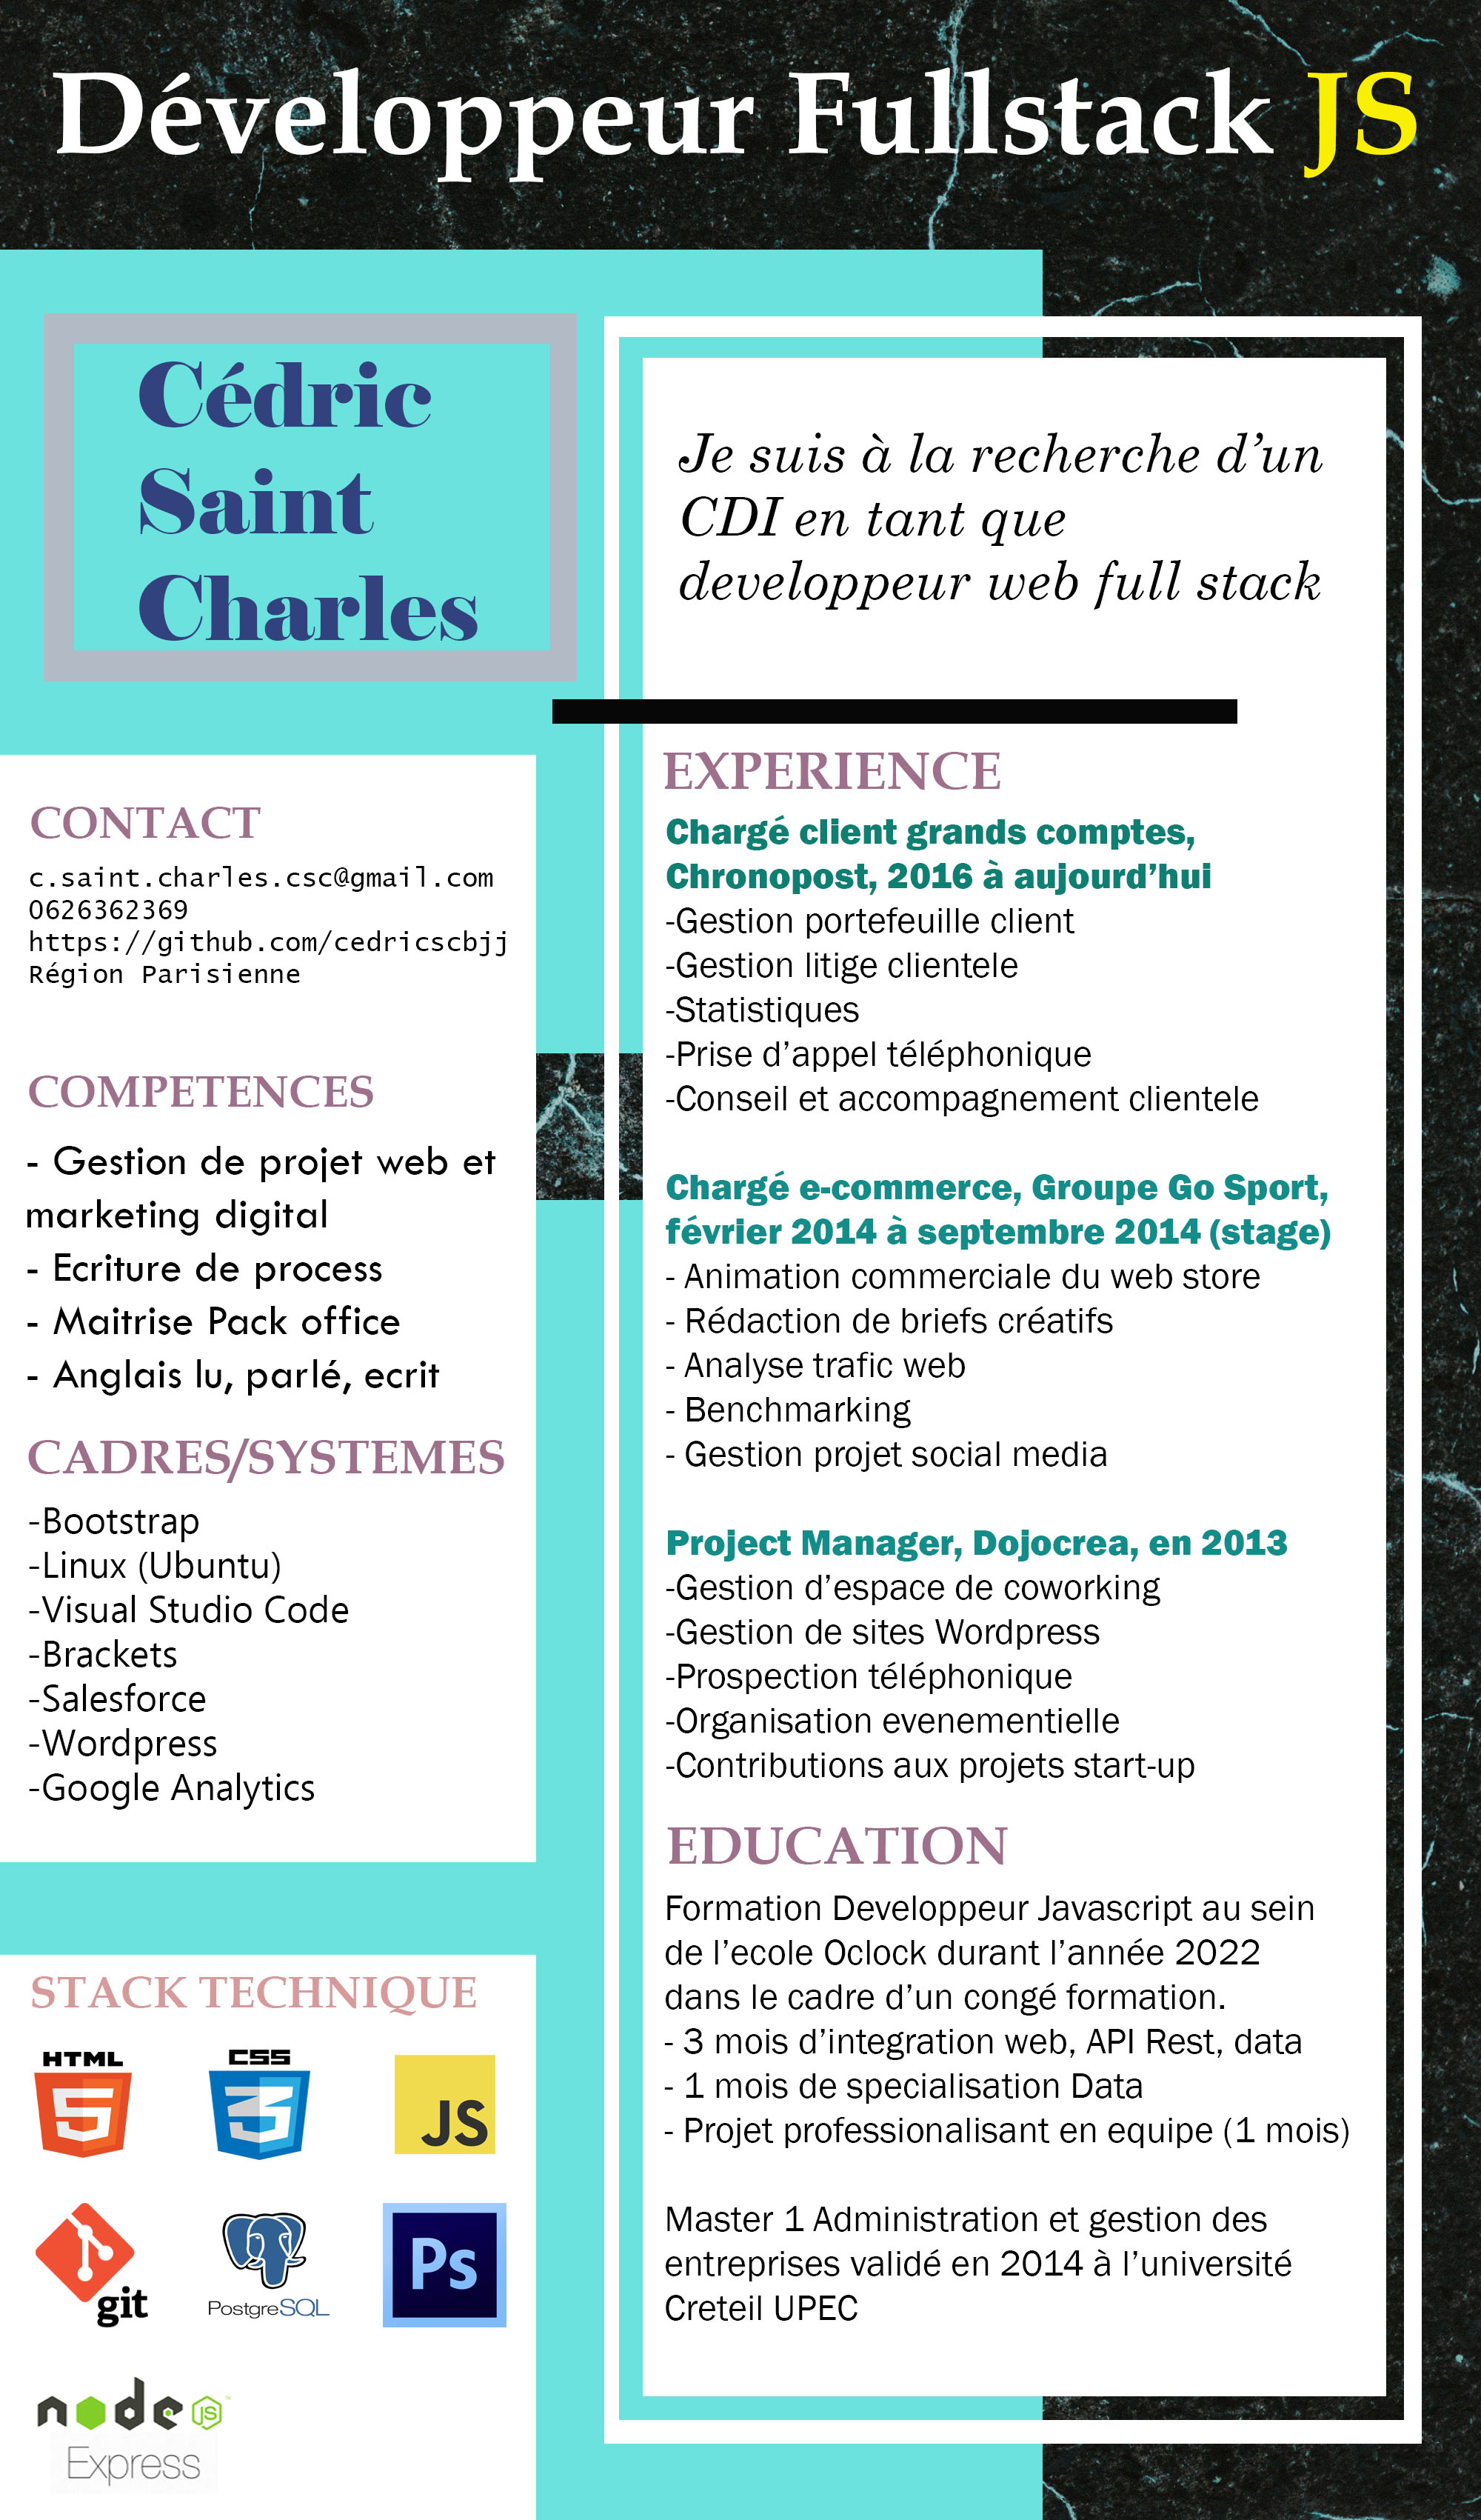 Développeur Fullstack JS
Cédric
Saint
Charles
CONTACT
c.saint.charles.csc@gmail.com
0626362369
https://github.com/cedricscbjj
Région Parisienne
COMPETENCES
- Gestion de projet web et
marketing digital
- Ecriture de process
- Maitrise Pack office
- Anglais lu, parlé, ecrit
CADRES/SYSTEMES
-Bootstrap
-Linux (Ubuntu)
-Visual Studio Code
-Brackets
-Salesforce
-Wordpress
-Google Analytics
STACK TECHNIQUE
HTML
5
CSS
3
JS
git
PostgreSQL
Ps
node JS
Express
Je suis à la recherche d’un
CDI en tant que
developpeur web full stack
EXPERIENCE
Chargé client grands comptes,
Chronopost, 2016 à aujourd’hui
-Gestion portefeuille client
-Gestion litige clientele
-Statistiques
-Prise d’appel téléphonique
-Conseil et accompagnement clientele
Chargé e-commerce, Groupe Go Sport,
février 2014 à septembre 2014 (stage)
- Animation commerciale du web store
- Rédaction de briefs créatifs
- Analyse trafic web
- Benchmarking
- Gestion projet social media
Project Manager, Dojocrea, en 2013
-Gestion d’espace de coworking
-Gestion de sites Wordpress
-Prospection téléphonique
-Organisation evenementielle
-Contributions aux projets start-up
EDUCATION
Formation Developpeur Javascript au sein
de l’ecole Oclock durant l’année 2022
dans le cadre d’un congé formation.
- 3 mois d’integration web, API Rest, data
- 1 mois de specialisation Data
- Projet professionalisant en equipe (1 mois)
Master 1 Administration et gestion des
entreprises validé en 2014 à l’université
Creteil UPEC